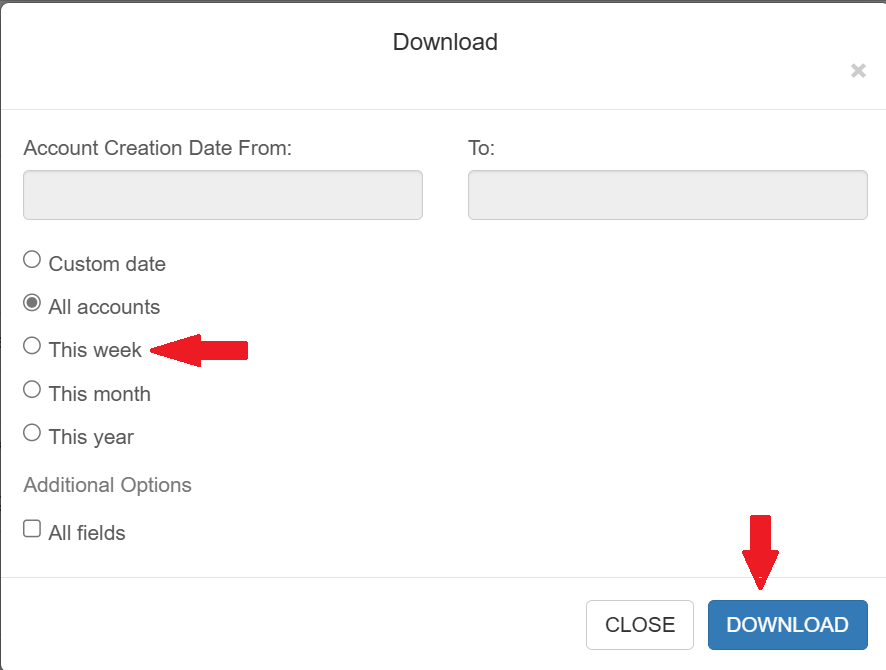 Download
×
Account Creation Date From:
To:
Custom date
All accounts
This week
This month
This year
Additional Options
All fields
CLOSE
DOWNLOAD